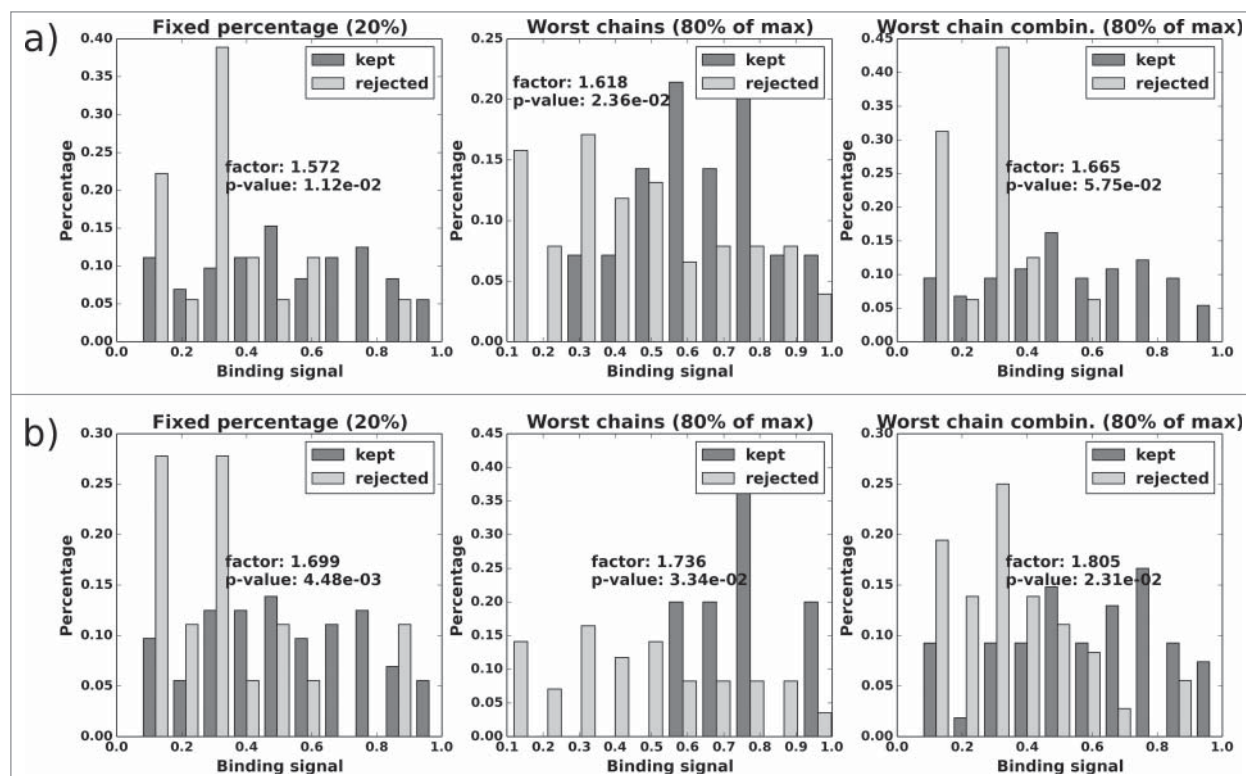 a)
Fixed percentage (20%)
0.40
0.35
0.30
0.25
0.20
0.15
0.10
0.05
0.00
Percentage
kept
rejected
factor: 1.572
p-value: 1.12e-02
0.0 0.2 0.4 0.6 0.8 1.0
Binding signal
Worst chains (80% of max)
0.25
0.20
0.15
0.10
0.05
0.00
Percentage
kept
rejected
factor: 1.618
p-value: 2.36e-02
0.1 0.2 0.3 0.4 0.5 0.6 0.7 0.8 0.9 1.0
Binding signal
Worst chain combin. (80% of max)
0.45
0.40
0.35
0.30
0.25
0.20
0.15
0.10
0.05
0.00
Percentage
kept
rejected
factor: 1.665
p-value: 5.75e-02
0.0 0.2 0.4 0.6 0.8 1.0
Binding signal
b)
Fixed percentage (20%)
0.30
0.25
0.20
0.15
0.10
0.05
0.00
Percentage
kept
rejected
factor: 1.699
p-value: 4.48e-03
0.0 0.2 0.4 0.6 0.8 1.0
Binding signal
Worst chains (80% of max)
0.45
0.40
0.35
0.30
0.25
0.20
0.15
0.10
0.05
0.00
Percentage
kept
rejected
factor: 1.736
p-value: 3.34e-02
0.1 0.2 0.3 0.4 0.5 0.6 0.7 0.8 0.9 1.0
Binding signal
Worst chain combin. (80% of max)
0.30
0.25
0.20
0.15
0.10
0.05
0.00
Percentage
kept
rejected
factor: 1.805
p-value: 2.31e-02
0.0 0.2 0.4 0.6 0.8 1.0
Binding signal